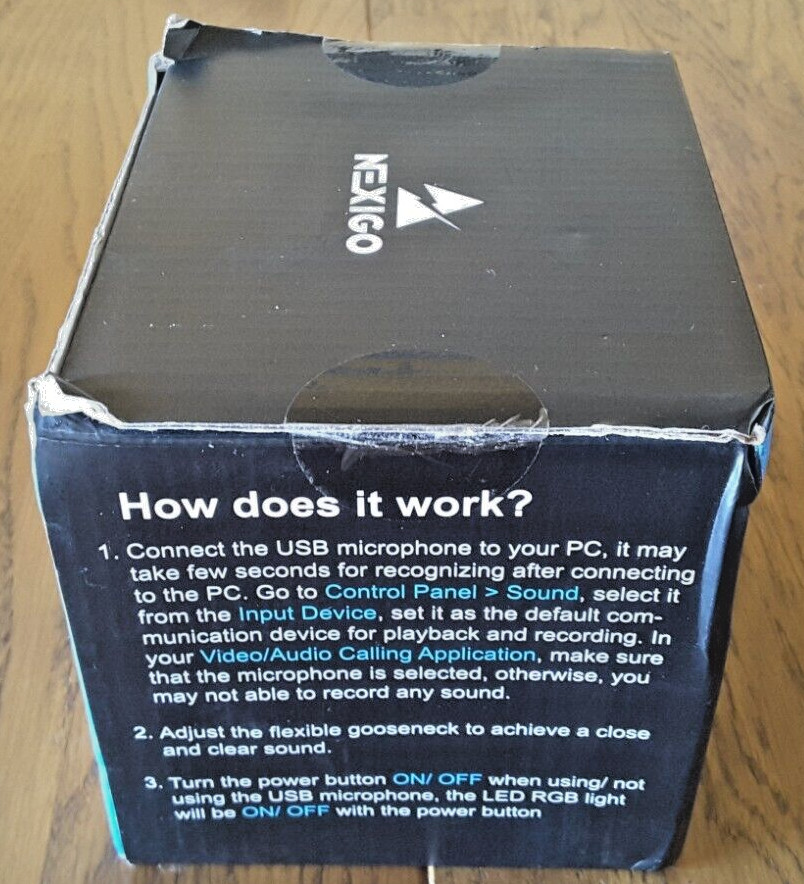 NEXIGO
How does it work?
1. Connect the USB microphone to your PC, it may
take few seconds for recognizing after connecting
to the PC. Go to Control Panel > Sound, select it
from the Input Device, set it as the default com-
munication device for playback and recording. In
your Video/Audio Calling Application, make sure
that the microphone is selected, otherwise, you
may not able to record any sound.
2. Adjust the flexible gooseneck to achieve a close
and clear sound.
3. Turn the power button ON/ OFF when using/ not
using the USB microphone, the LED RGB light
will be ON/ OFF with the power button